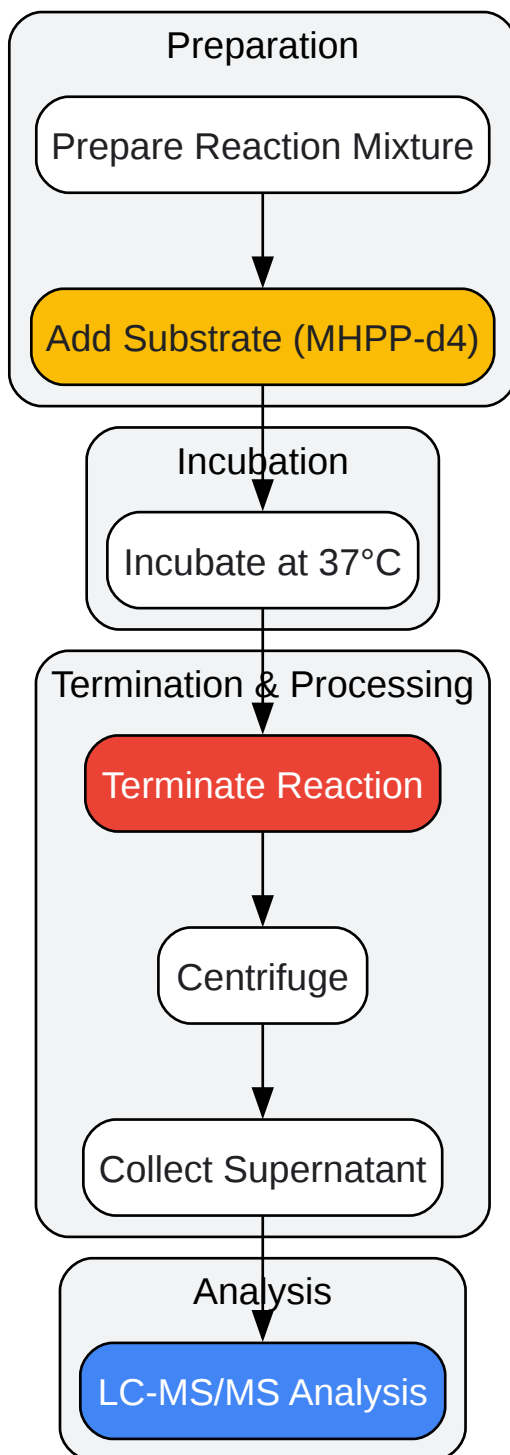 Preparation
Prepare Reaction Mixture
Add Substrate (MHPP-d4)
Incubation
Incubate at 37°C
Termination & Processing
Terminate Reaction
Centrifuge
Collect Supernatant
Analysis
LC-MS/MS Analysis